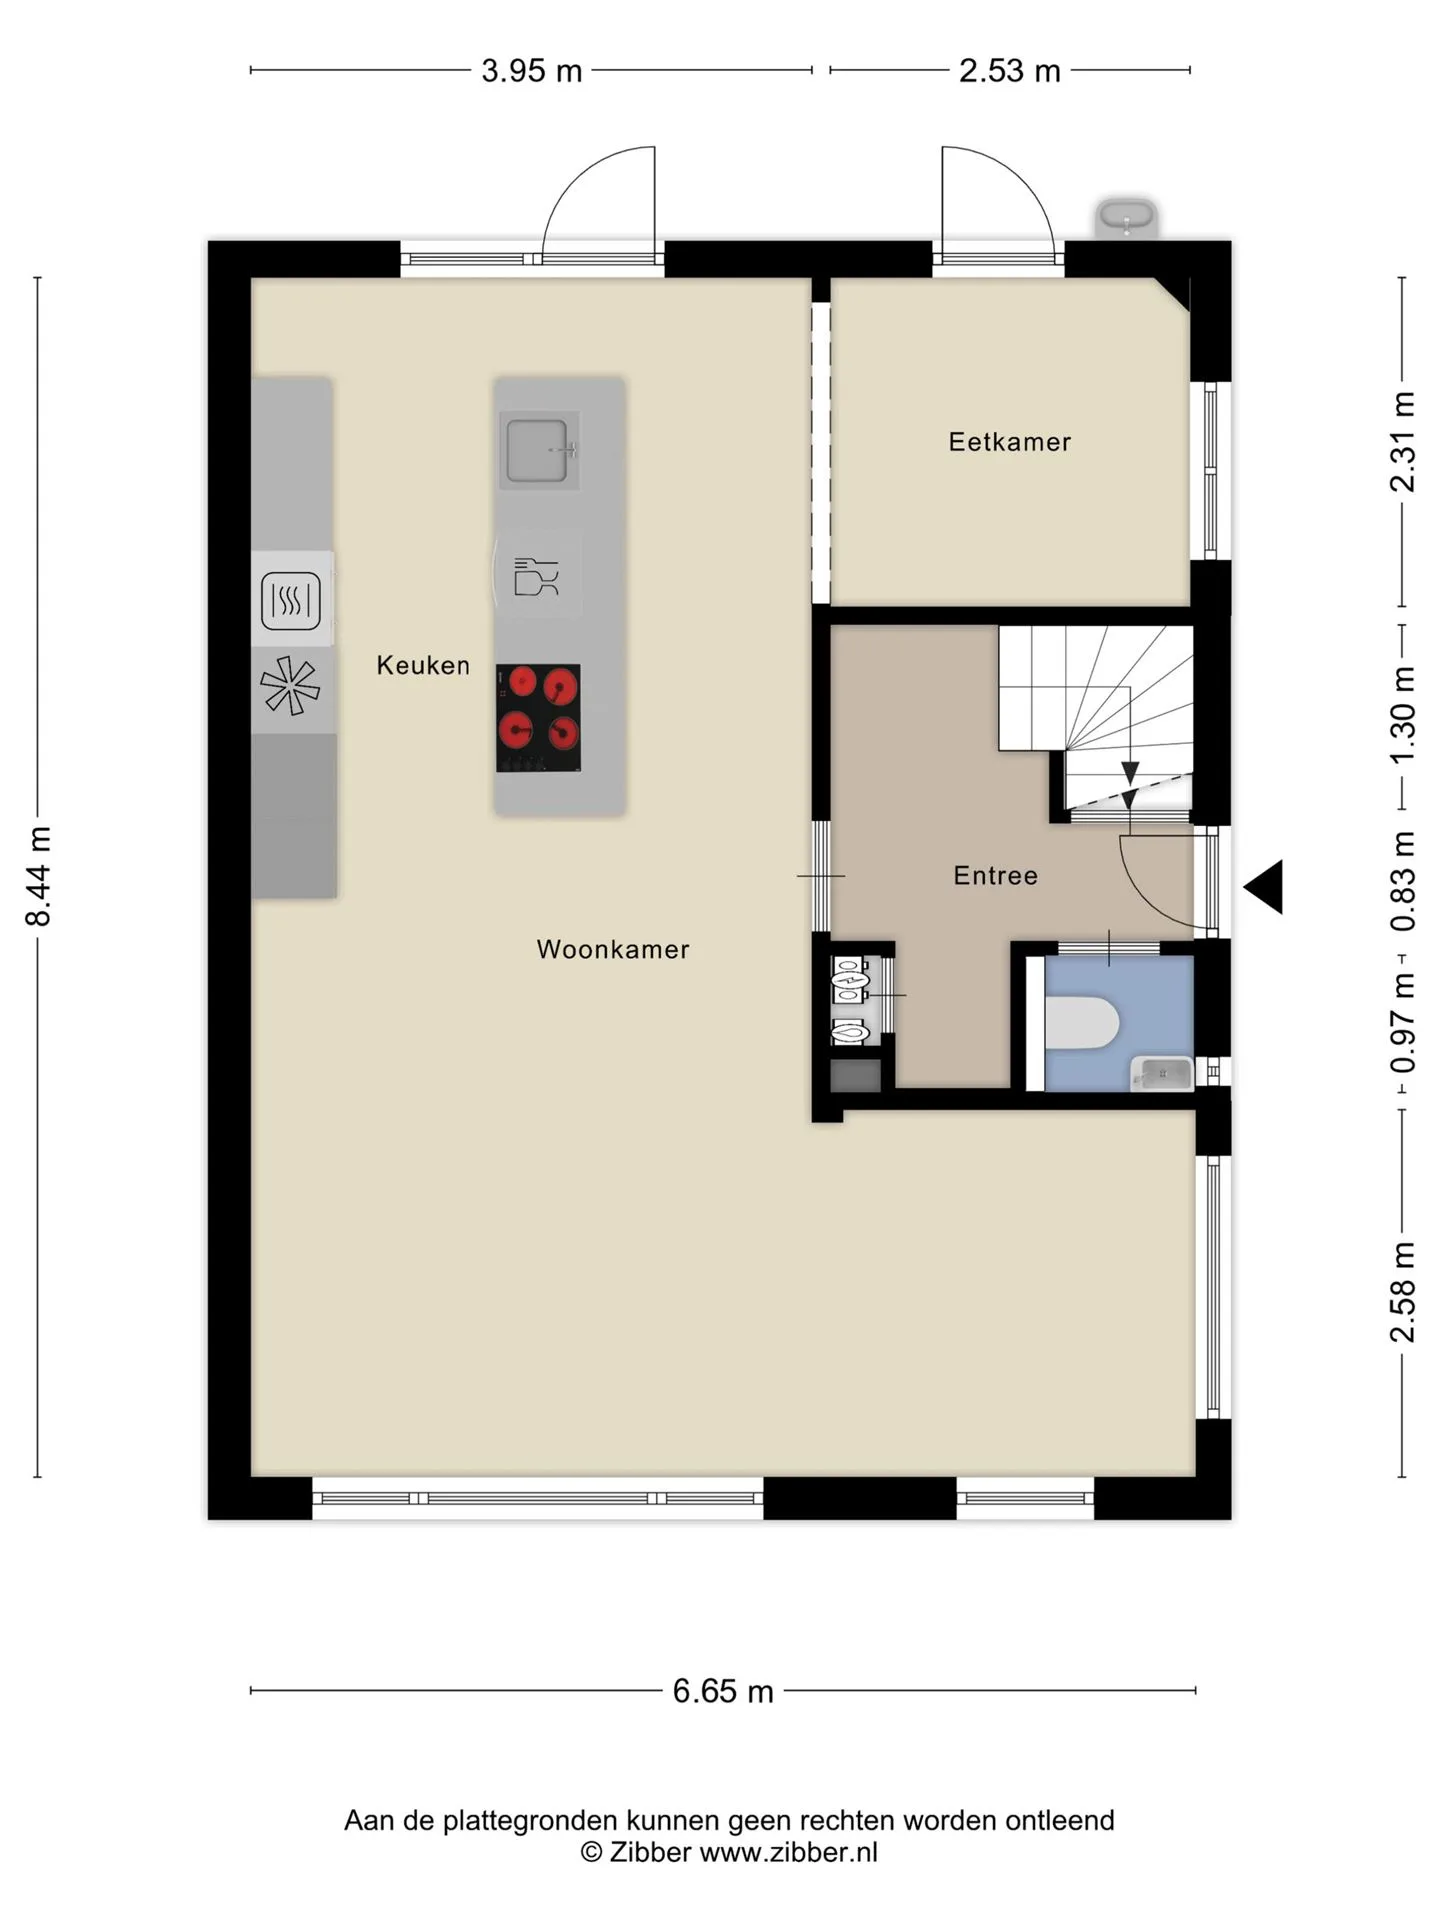 3.95 m
2.53 m
Eetkamer
2.31 m
Keuken
1.30 m
8.44 m
Entree
0.83 m
Woonkamer
0.97 m
2.58 m
6.65 m
Aan de plattegronden kunnen geen rechten worden ontleend
© Zibber www.zibber.nl